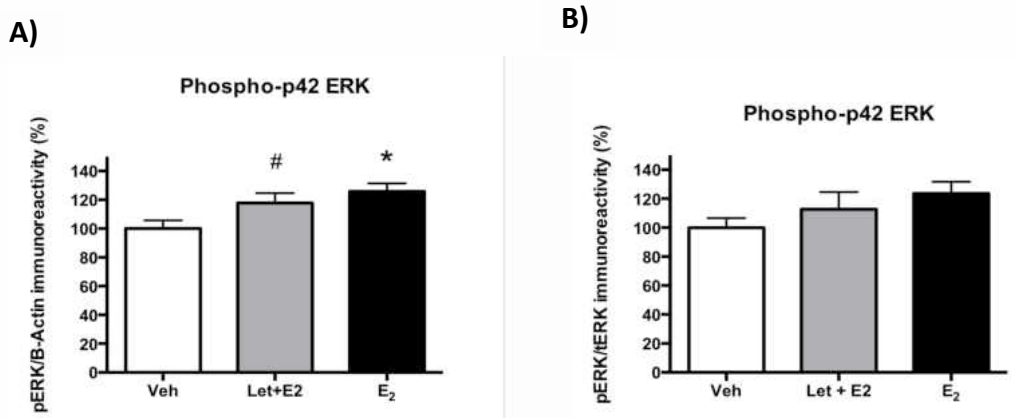 A)
Phospho-p42 ERK
pERK/B-Actin immunoreactivity (%)
140
120
100
80
60
40
20
0
#
*
Veh
Let+E2
E₂
B)
Phospho-p42 ERK
pERK/tERK immunoreactivity (%)
140
120
100
80
60
40
20
0
Veh
Let + E2
E₂